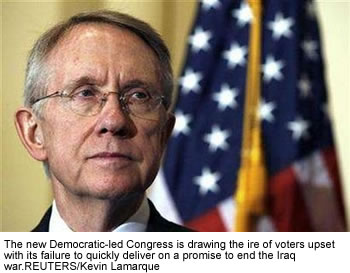 The new Democratic-led Congress is drawing the ire of voters upset
with its failure to quickly deliver on a promise to end the Iraq
war.REUTERS/Kevin Lamarque